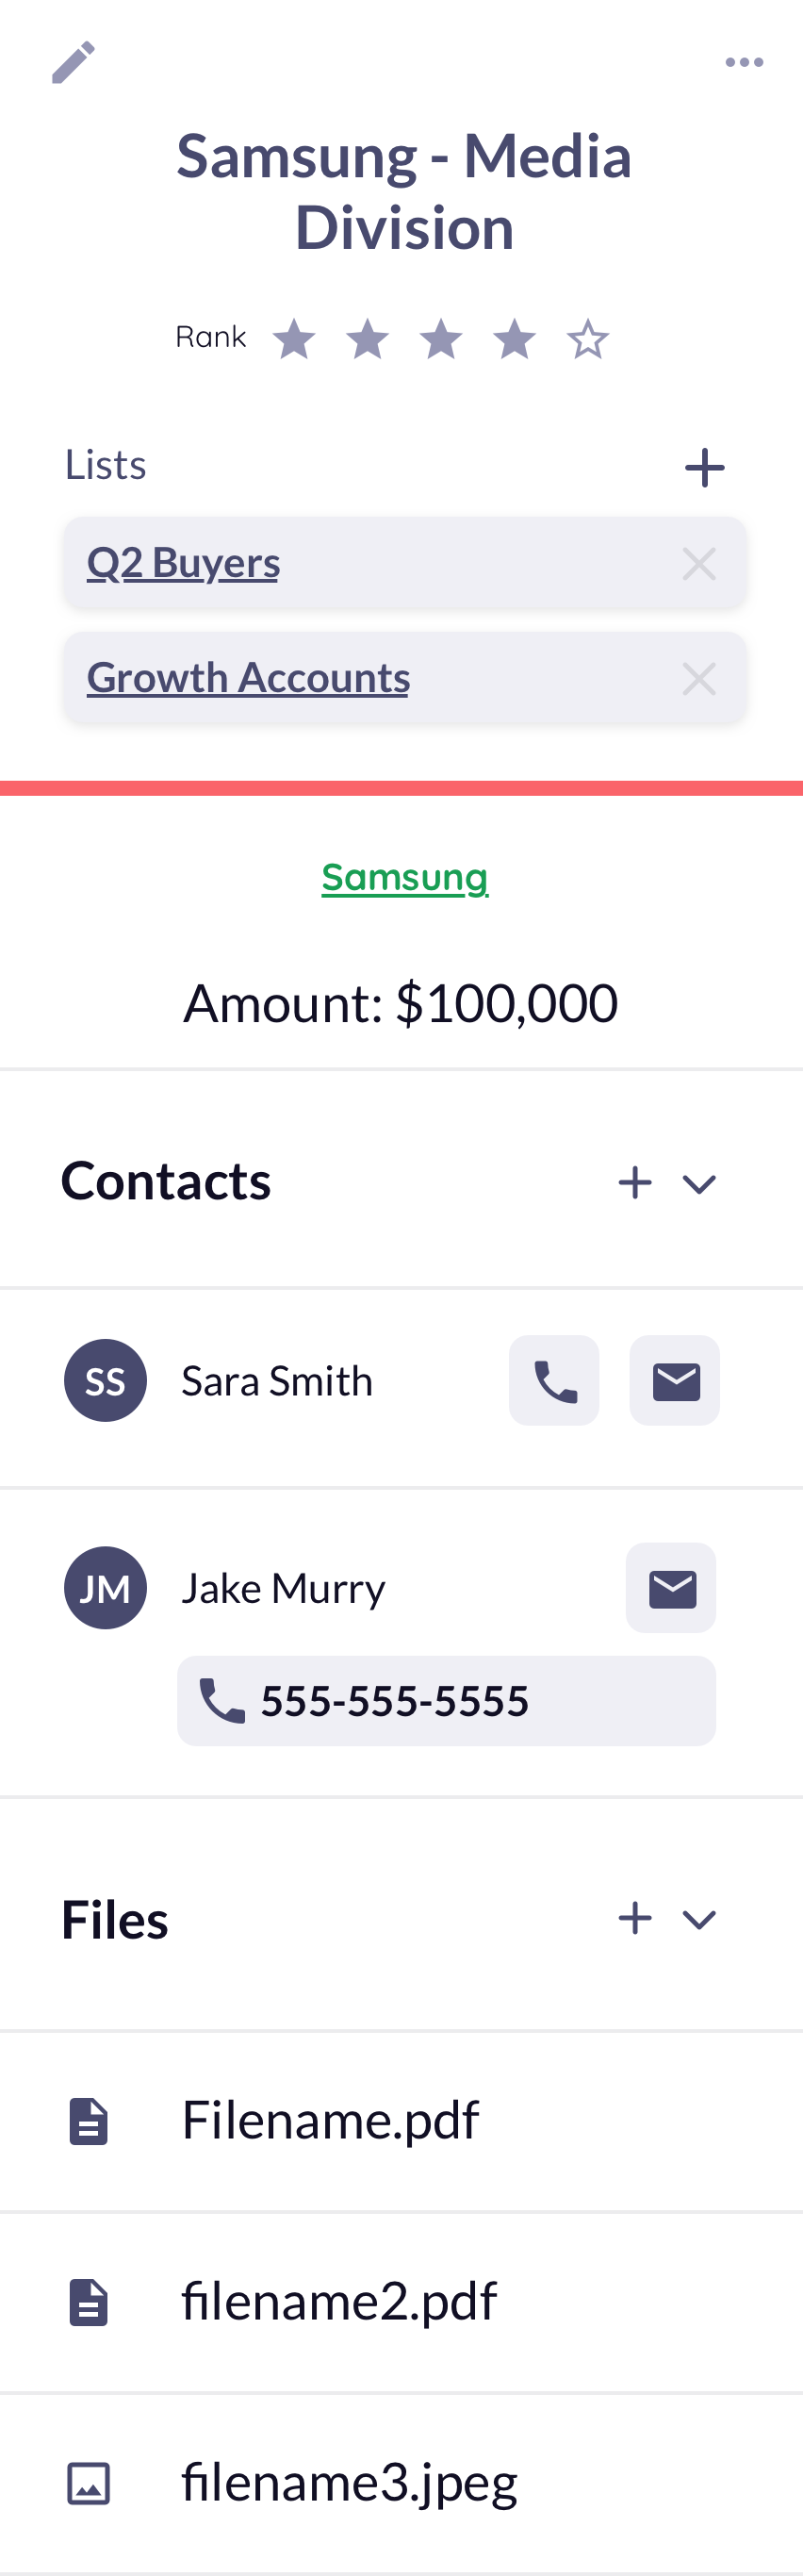 Samsung - Media
Division
Rank
Lists
Q2 Buyers
Growth Accounts
Samsung
Amount: $100,000
Contacts
SS Sara Smith
JM Jake Murry
555-555-5555
Files
Filename.pdf
filename2.pdf
filename3.jpeg